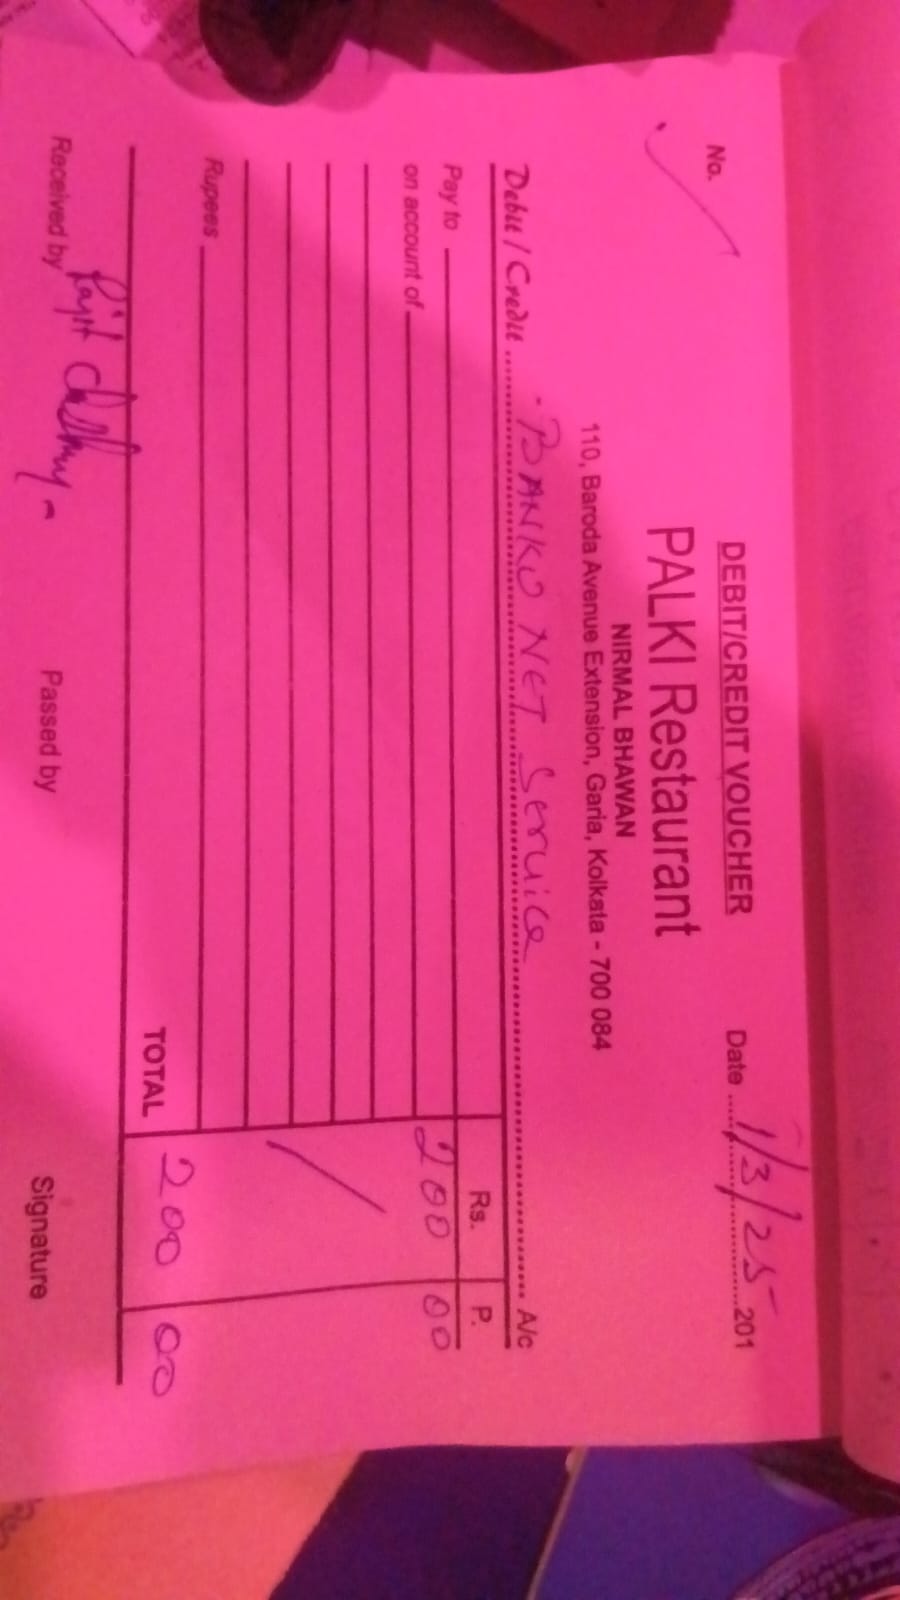 DEBIT/CREDIT VOUCHER
No. Date 1/3/25 201
PALKI Restaurant
NIRMAL BHAWAN
110, Baroda Avenue Extension, Garia, Kolkata - 700 084
Debit / Credit BANKO NET Service A/c
Rs. P.
Pay to 200 00
on account of
Rupees
TOTAL 200 00
Received by Passed by Signature